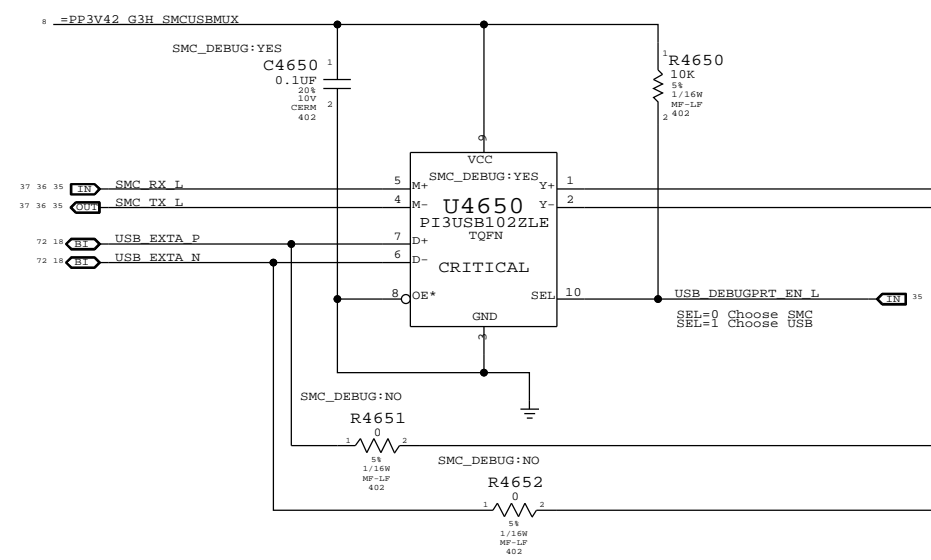 8 =PP3V42_G3H_SMCUSBMUX
SMC_DEBUG:YES
C4650
0.1UF
20%
10V
CERM
402
1
2
R4650
10K
5%
1/16W
MF-LF
402
1
2
9
VCC
SMC_DEBUG:YES
U4650
PI3USB102ZLE
TQFN
CRITICAL
GND
3
37 36 35 IN SMC_RX_L 5 M+ Y+ 1
37 36 35 OUT SMC_TX_L 4 M- Y- 2
72 18 BI USB_EXTA_P 7 D+
72 18 BI USB_EXTA_N 6 D-
8 OE* SEL 10 USB_DEBUGPRT_EN_L IN 35
SEL=0 Choose SMC
SEL=1 Choose USB
SMC_DEBUG:NO
R4651
1 0 2
5%
1/16W
MF-LF
402
SMC_DEBUG:NO
R4652
1 0 2
5%
1/16W
MF-LF
402